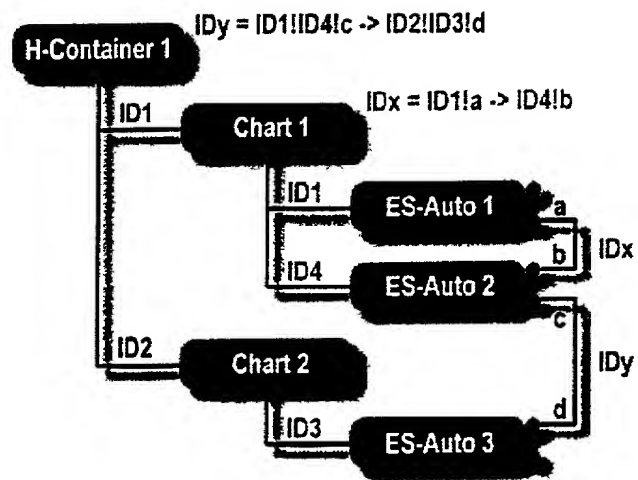 IDy = ID1!ID4!c -> ID2!ID3!d
H-Container 1
ID1
Chart 1
IDx = ID1!a -> ID4!b
ID1
ES-Auto 1
a
b
IDx
ID4
ES-Auto 2
c
ID2
Chart 2
IDy
d
ID3
ES-Auto 3